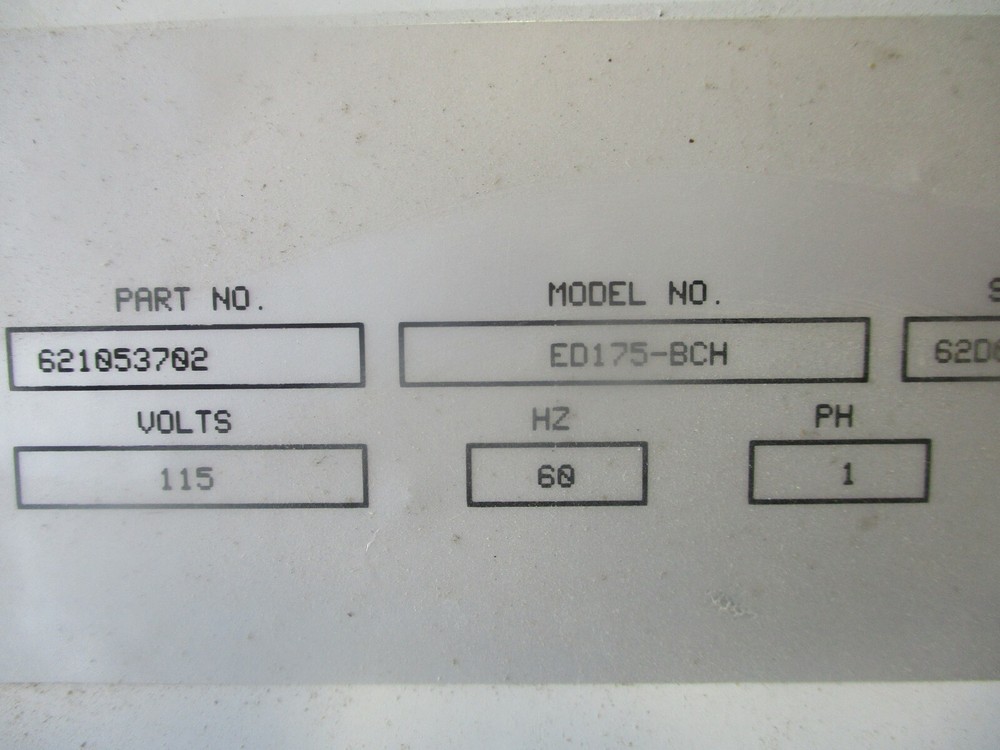 PART NO. MODEL NO.
621053702 ED175-BCH
VOLTS HZ PH
115 60 1